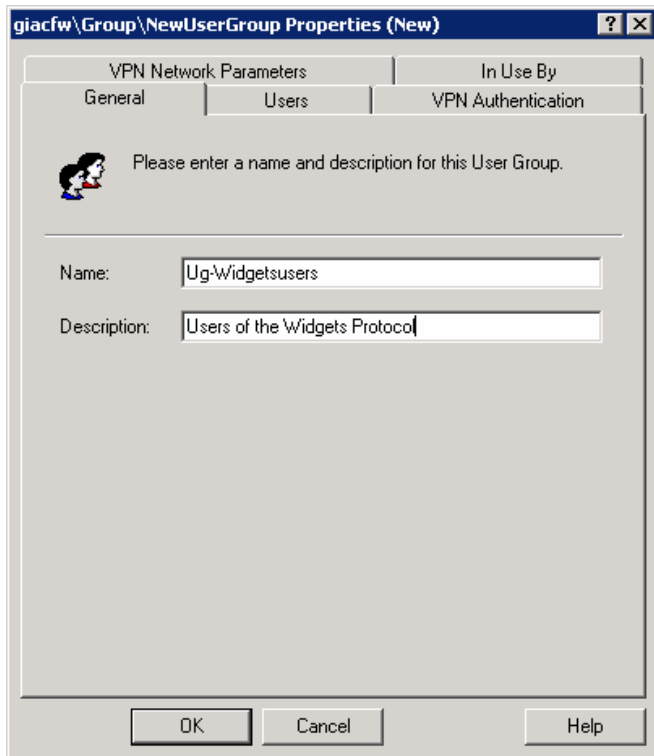 giacfw\Group\NewUserGroup Properties (New)
VPN Network Parameters
In Use By
General
Users
VPN Authentication
Please enter a name and description for this User Group.
Name:
Ug-Widgetsusers
Description:
Users of the Widgets Protocol
OK
Cancel
Help